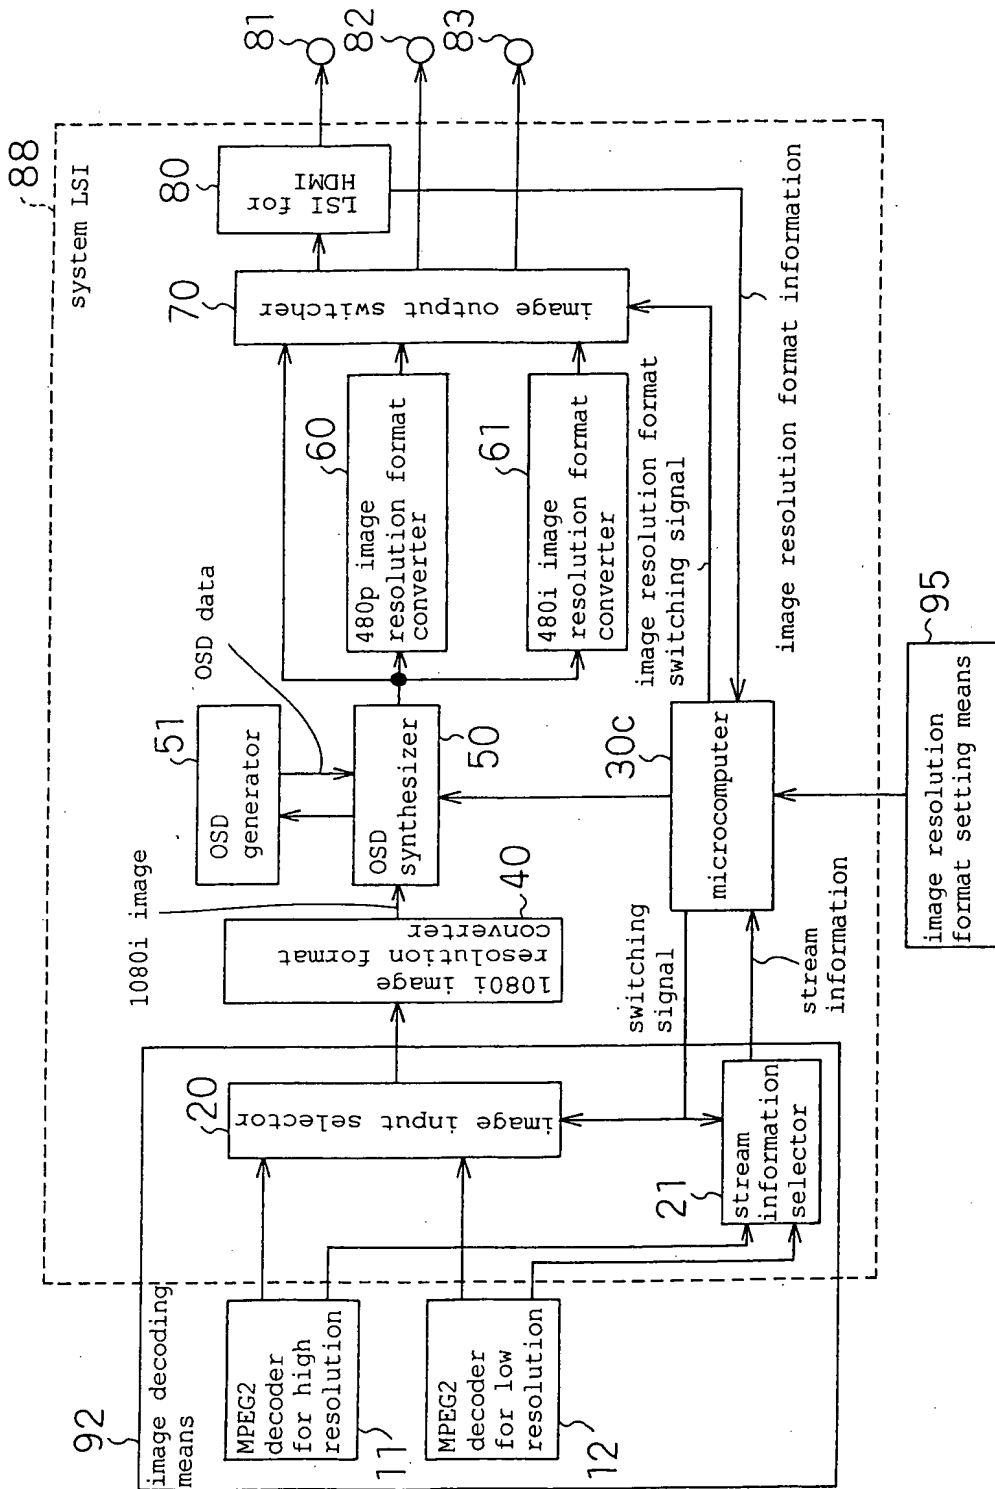 88
system LSI
81
82
83
80
LSI for
HDMI
70
image output switcher
image resolution format information
60
480p image
resolution format
converter
61
480i image
resolution format
converter
image resolution format
switching signal
OSD data
51
OSD
generator
50
OSD
synthesizer
30c
microcomputer
95
image resolution
format setting means
1080i image
40
1080i image
resolution format
converter
switching
signal
stream
information
20
image input selector
21
stream
information
selector
92
image decoding
means
MPEG2
decoder
for high
resolution
11
MPEG2
decoder
for low
resolution
12